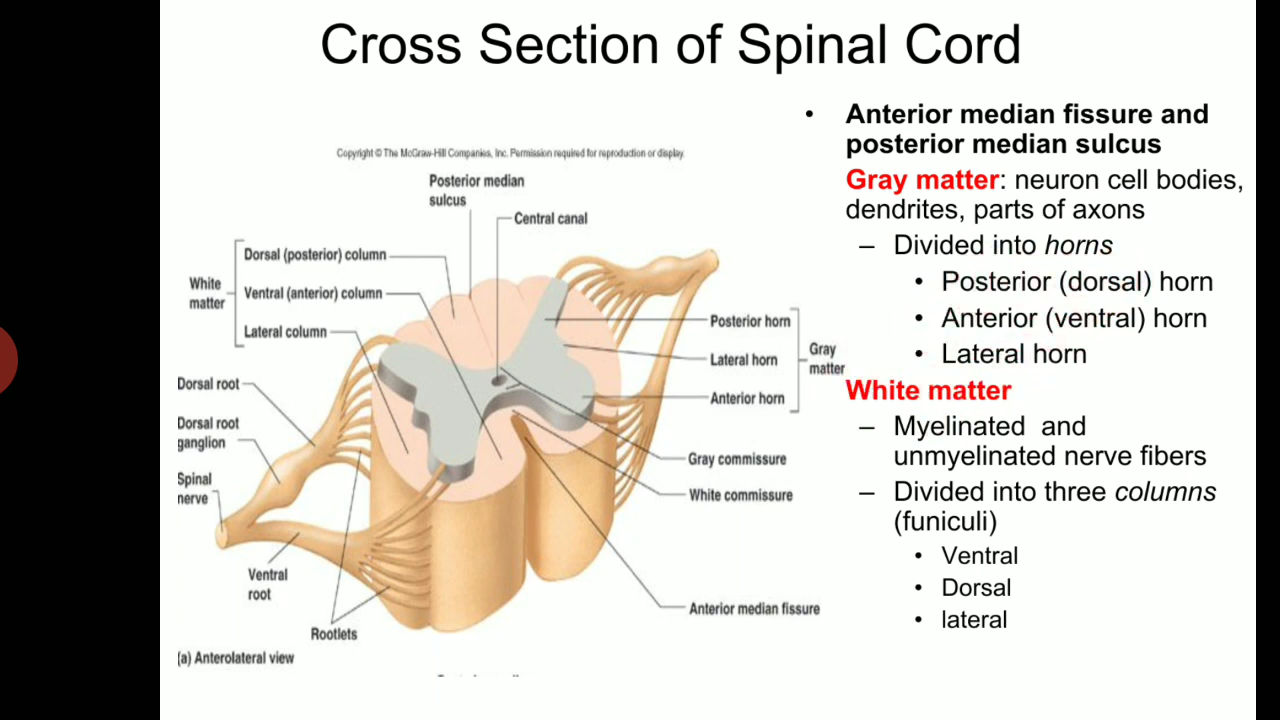 Cross Section of Spinal Cord
Copyright © The McGraw-Hill Companies, Inc. Permission required for reproduction or display.
Posterior median
sulcus
Central canal
Dorsal (posterior) column
White
matter
Ventral (anterior) column
Lateral column
Posterior horn
Lateral horn
Gray
matter
Anterior horn
Dorsal root
Dorsal root
ganglion
Spinal
nerve
Gray commissure
White commissure
Ventral
root
Anterior median fissure
Rootlets
(a) Anterolateral view
• Anterior median fissure and
posterior median sulcus
Gray matter: neuron cell bodies,
dendrites, parts of axons
– Divided into horns
• Posterior (dorsal) horn
• Anterior (ventral) horn
• Lateral horn
White matter
– Myelinated and
unmyelinated nerve fibers
– Divided into three columns
(funiculi)
• Ventral
• Dorsal
• lateral